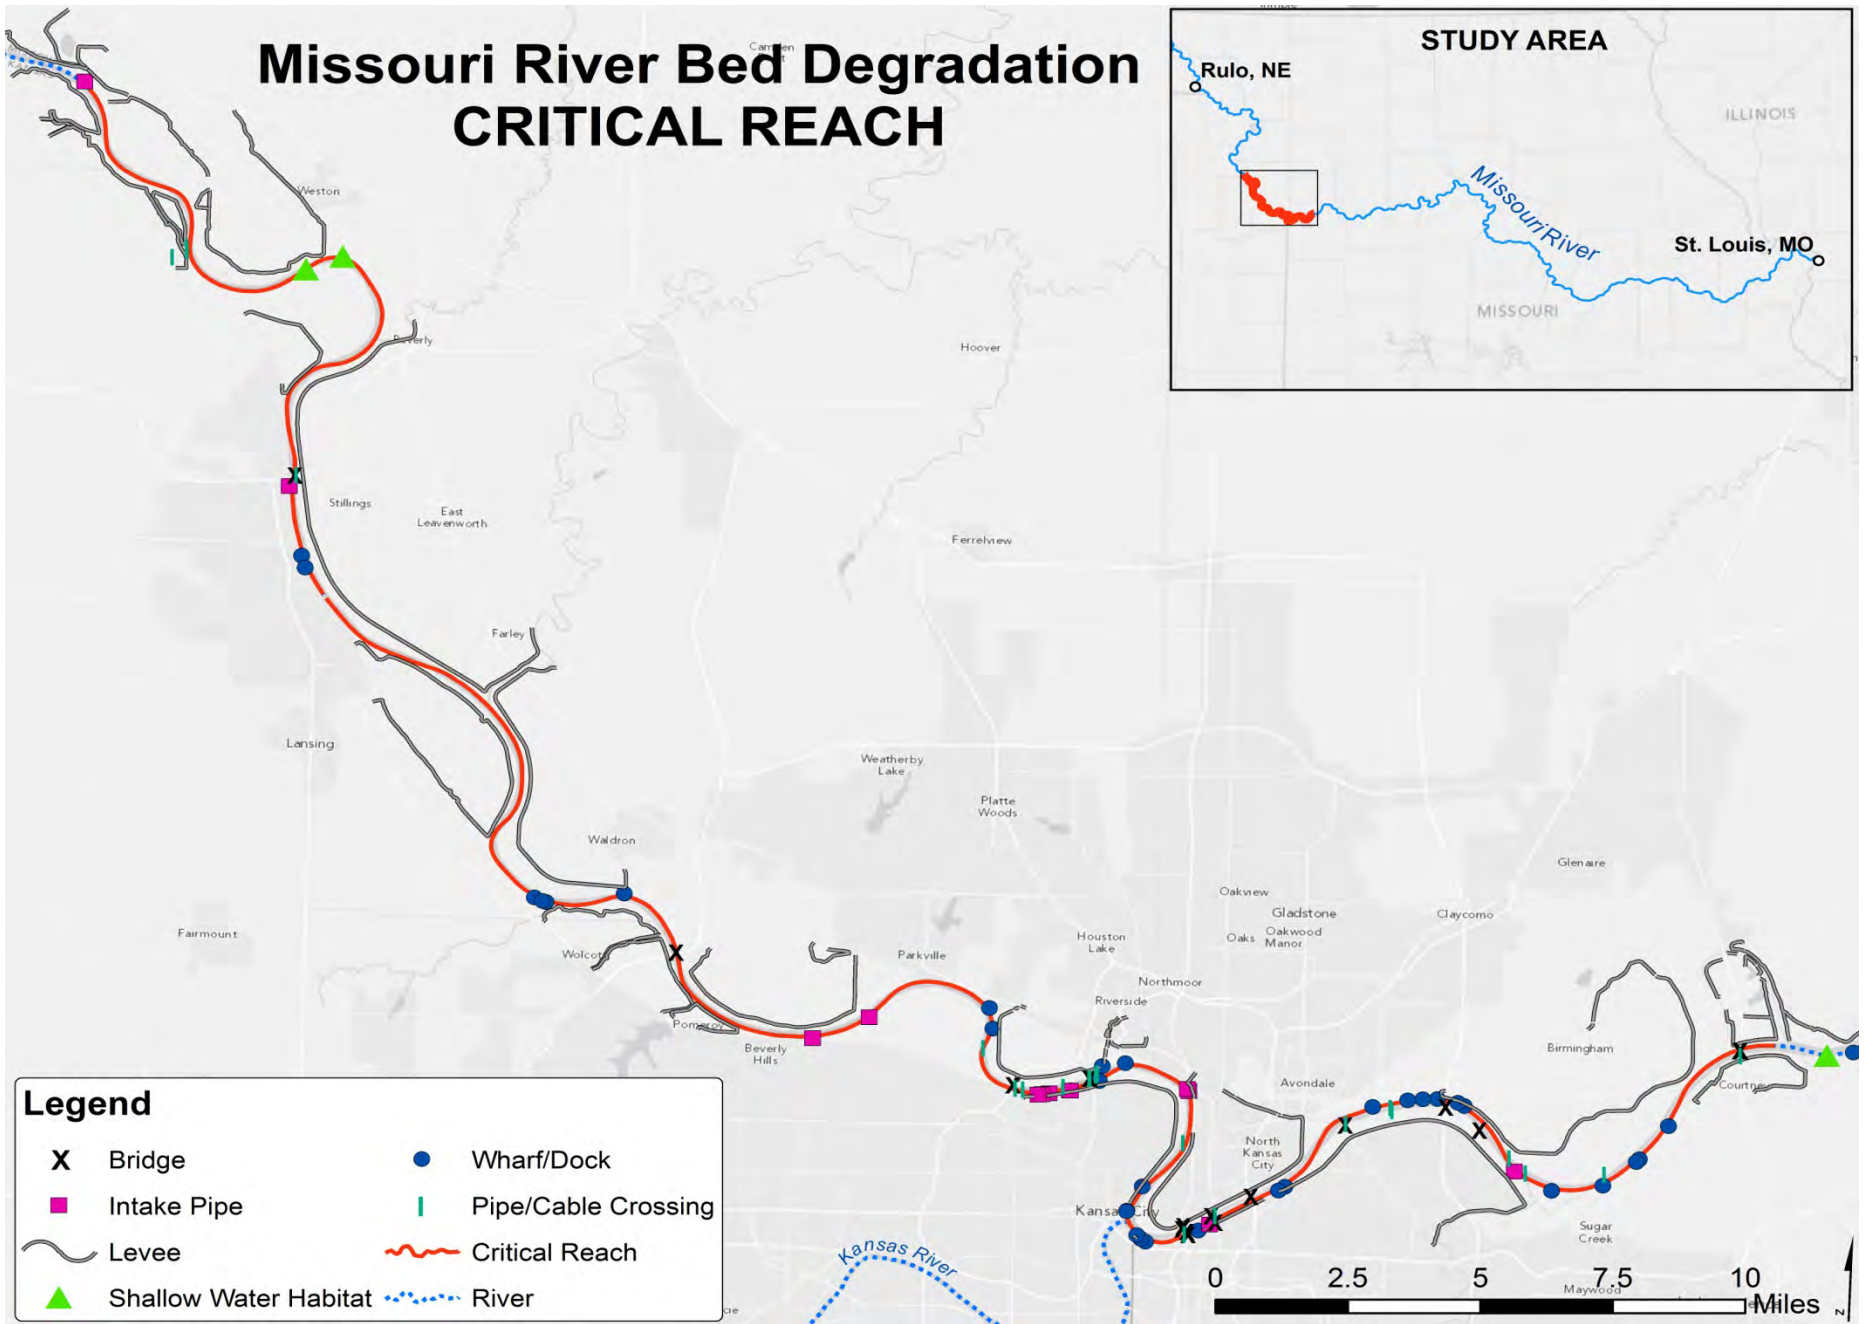 Missouri River Bed Degradation
CRITICAL REACH
STUDY AREA
Rulo, NE
ILLINOIS
Missouri River
St. Louis, MO
MISSOURI
Weston
Hoover
Stillings
East
Leavenworth
Ferrelview
Farley
Lansing
Weatherby
Lake
Platte
Woods
Waldron
Glenaire
Oakview
Gladstone
Claycomo
Fairmount
Oaks
Oakwood
Manor
Houston
Lake
Parkville
Northmoor
Riverside
Pomeroy
Beverly
Hills
Birmingham
Avondale
North
Kansas
City
Kansas City
Sugar
Creek
Kansas River
Maywood
Legend
Bridge
Wharf/Dock
Intake Pipe
Pipe/Cable Crossing
Levee
Critical Reach
Shallow Water Habitat
River
0 2.5 5 7.5 10
Miles
N